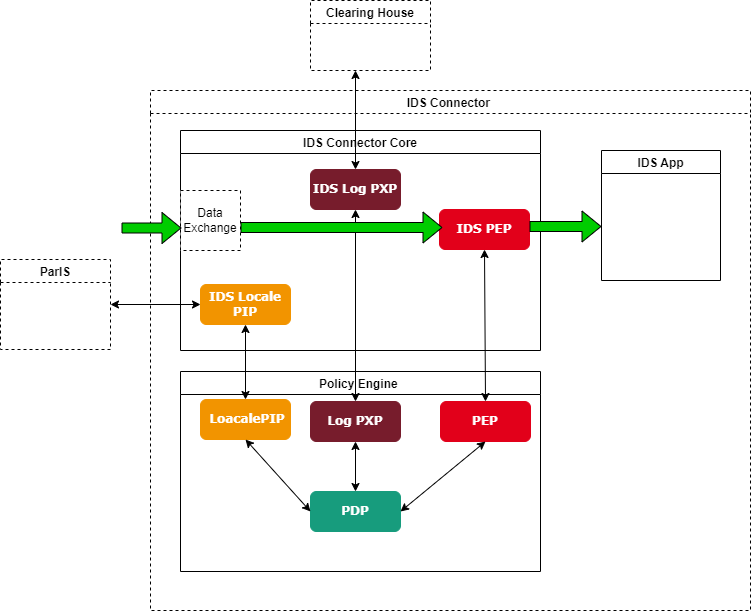 Clearing House
IDS Connector
IDS Connector Core
IDS App
IDS Log PXP
Data
Exchange
IDS PEP
ParIS
IDS Locale
PIP
Policy Engine
LoacalePIP
Log PXP
PEP
PDP